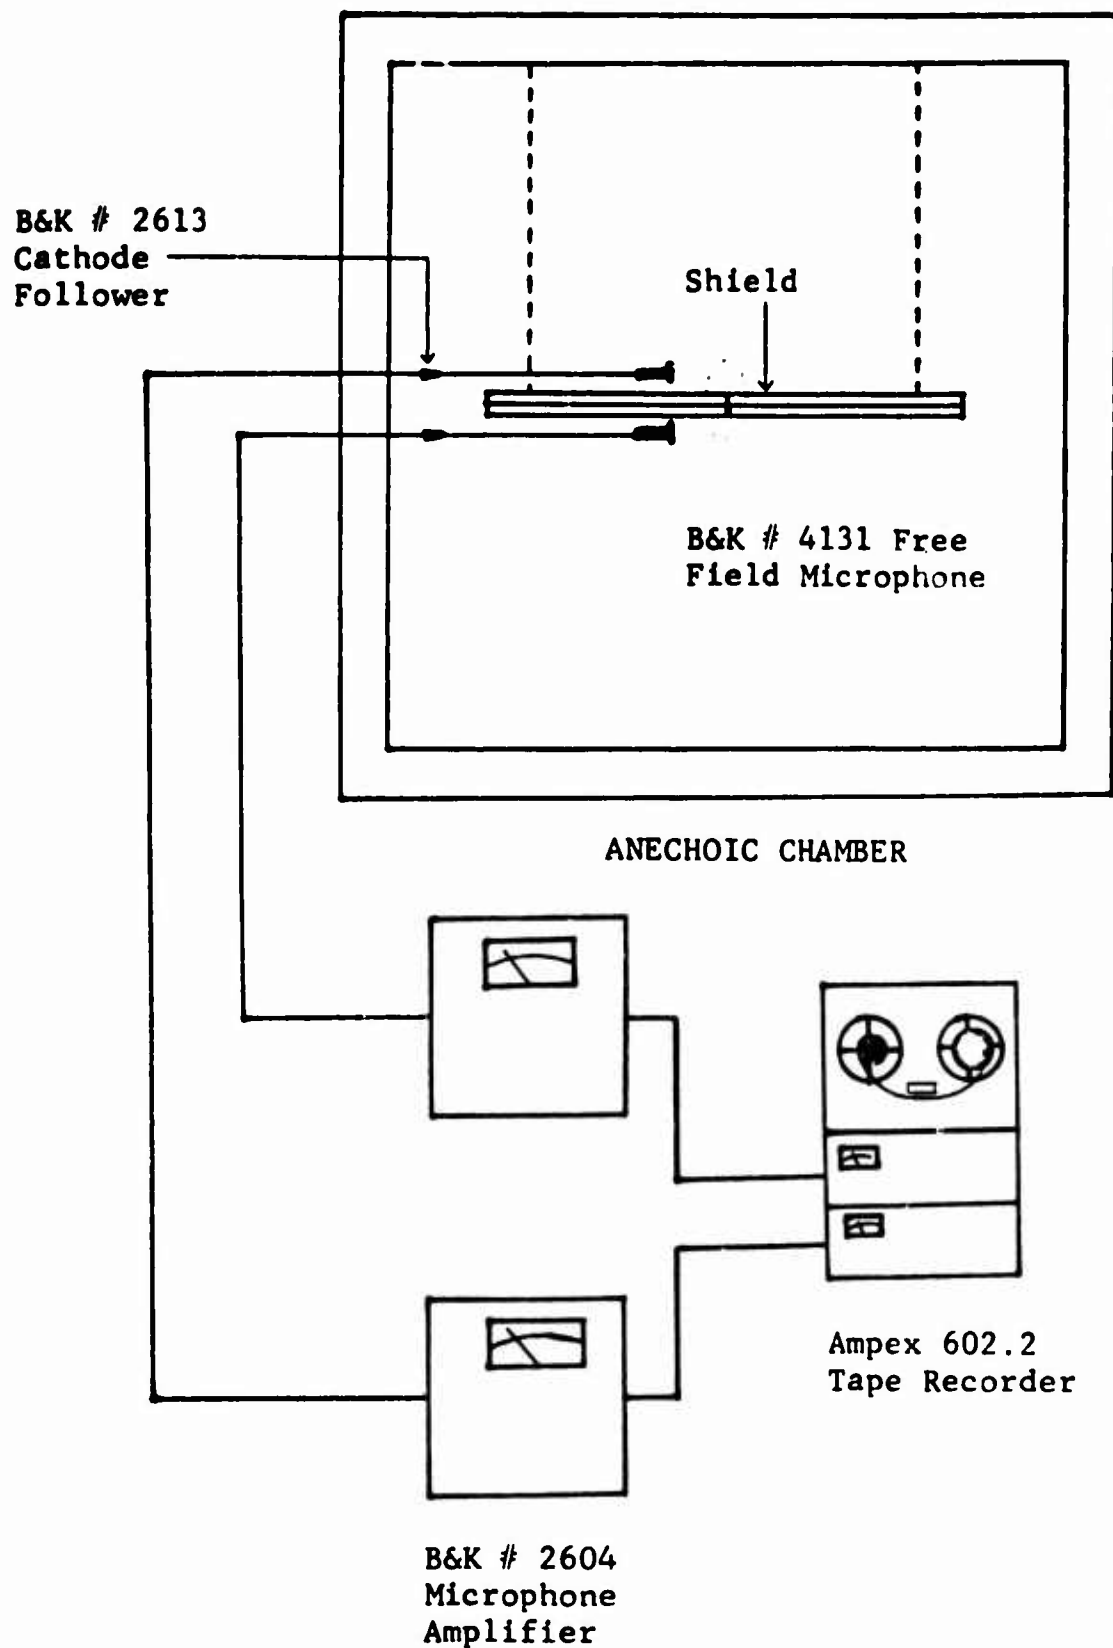 B&K # 2613
Cathode
Follower
Shield
B&K # 4131 Free
Field Microphone
ANECHOIC CHAMBER
Ampex 602.2
Tape Recorder
B&K # 2604
Microphone
Amplifier